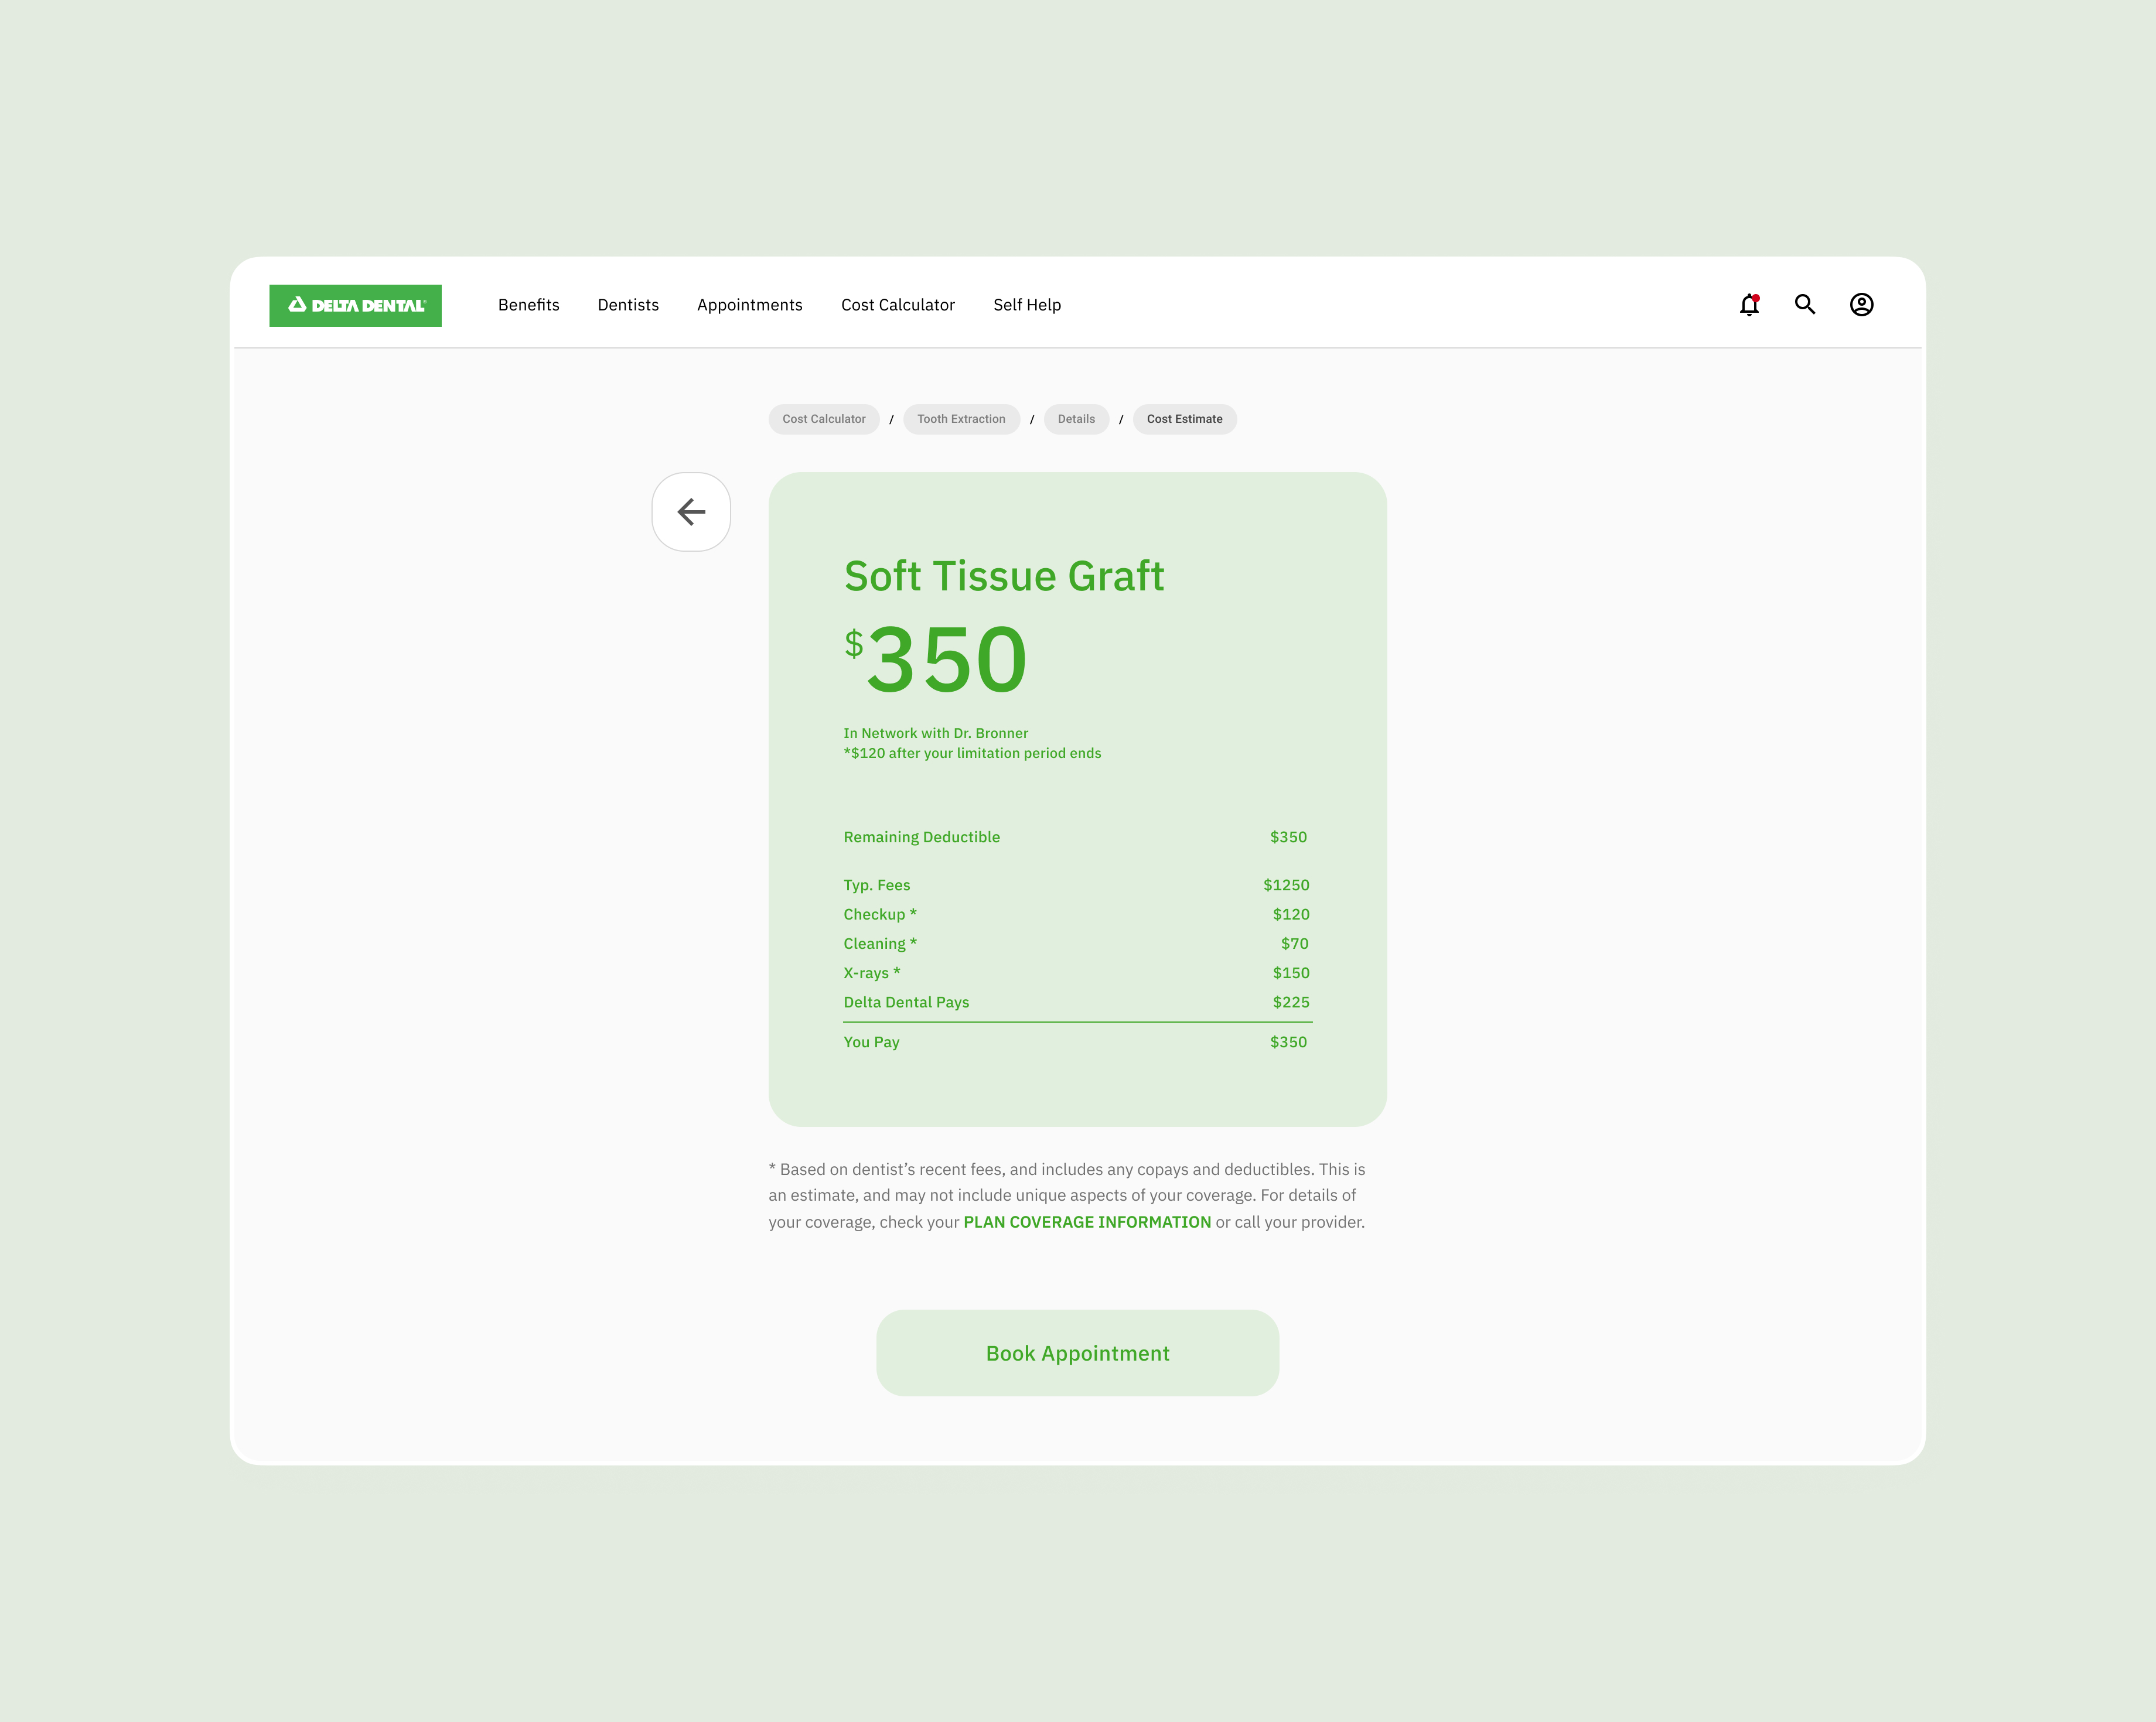 DELTA DENTAL Benefits Dentists Appointments Cost Calculator Self Help
Cost Calculator / Tooth Extraction / Details / Cost Estimate
Soft Tissue Graft
$350
In Network with Dr. Bronner
*$120 after your limitation period ends
Remaining Deductible $350
Typ. Fees $1250
Checkup * $120
Cleaning * $70
X-rays * $150
Delta Dental Pays $225
You Pay $350
* Based on dentist’s recent fees, and includes any copays and deductibles. This is
an estimate, and may not include unique aspects of your coverage. For details of
your coverage, check your PLAN COVERAGE INFORMATION or call your provider.
Book Appointment